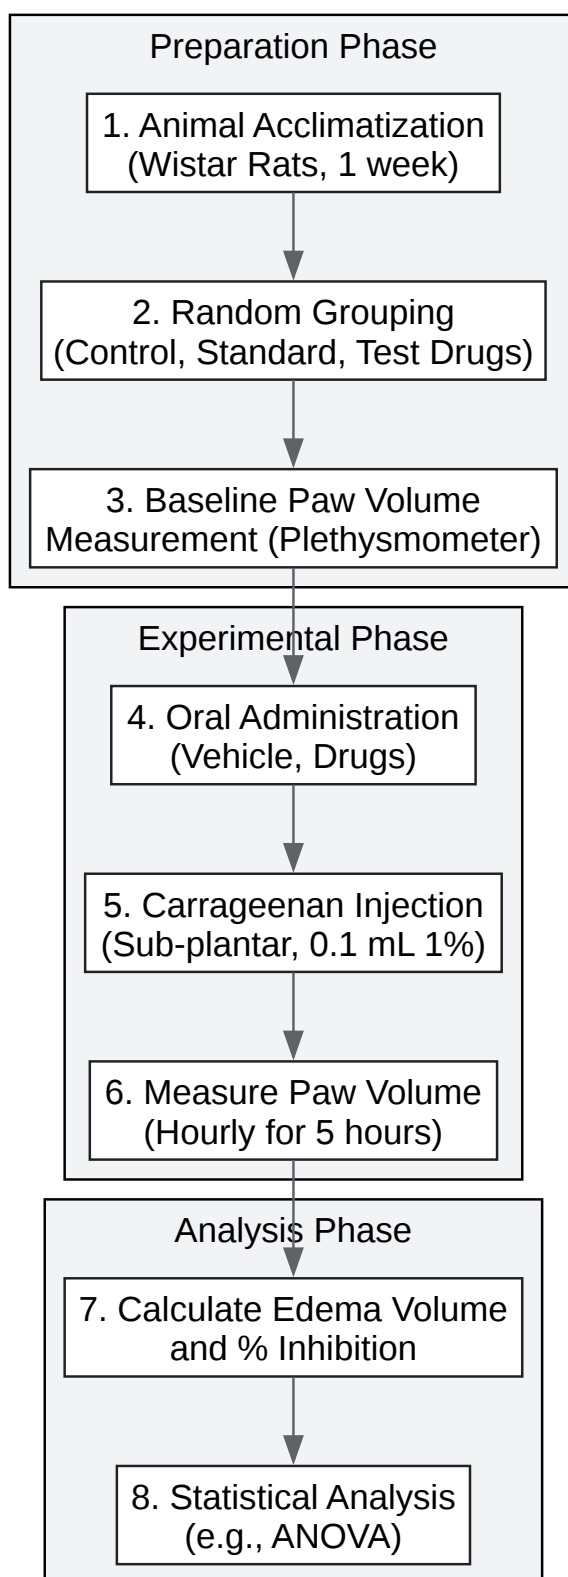 Preparation Phase
1. Animal Acclimatization
(Wistar Rats, 1 week)
2. Random Grouping
(Control, Standard, Test Drugs)
3. Baseline Paw Volume
Measurement (Plethysmometer)
Experimental Phase
4. Oral Administration
(Vehicle, Drugs)
5. Carrageenan Injection
(Sub-plantar, 0.1 mL 1%)
6. Measure Paw Volume
(Hourly for 5 hours)
Analysis Phase
7. Calculate Edema Volume
and % Inhibition
8. Statistical Analysis
(e.g., ANOVA)